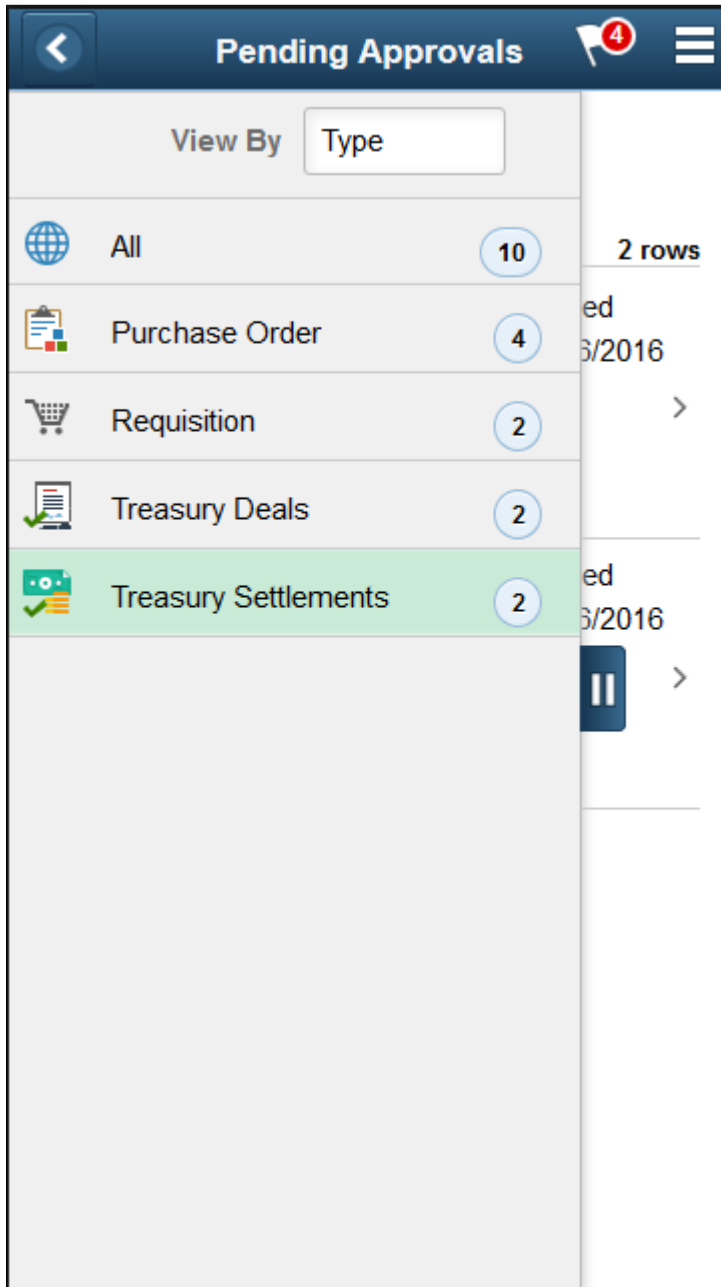 Pending Approvals 4
View By Type
All 10
2 rows
Purchase Order 4
ed
6/2016
Requisition 2
Treasury Deals 2
Treasury Settlements 2
ed
6/2016